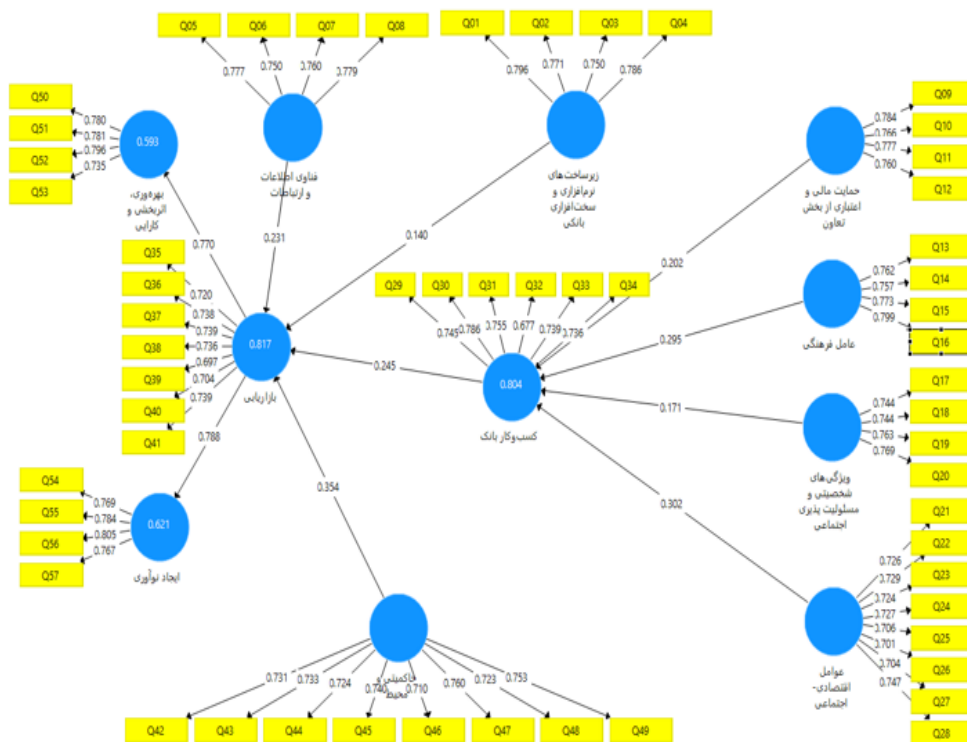 Q05
Q06
Q07
Q08
Q01
Q02
Q03
Q04
0.777
0.750
0.760
0.779
0.796
0.771
0.750
0.786
Q50
Q51
Q52
Q53
0.780
0.781
0.796
0.735
0.593
بهره‌وری،
اثربخشی و
کارایی
فناوی اطلاعات
و ارتباطات
زیرساخت‌های
نرم‌افزاری و
سخت‌افزاری
بانکی
Q09
Q10
Q11
Q12
0.784
0.766
0.777
0.760
حمایت مالی و
اعتباری از بخش
تعاون
0.770
0.231
0.140
0.202
Q35
Q36
Q37
Q38
Q39
Q40
Q41
0.720
0.738
0.739
0.736
0.697
0.704
0.739
0.817
بازاریابی
Q29
Q30
Q31
Q32
Q33
Q34
0.745
0.786
0.755
0.677
0.739
0.736
0.804
کسب‌وکار بانک
0.245
Q13
Q14
Q15
Q16
0.762
0.757
0.773
0.799
عامل فرهنگی
0.295
Q17
Q18
Q19
Q20
0.744
0.744
0.763
0.769
ویژگی‌های
شخصیتی و
مسئولیت پذیری
اجتماعی
0.171
0.788
0.354
0.302
Q54
Q55
Q56
Q57
0.769
0.784
0.805
0.767
0.621
ایجاد نوآوری
Q21
Q22
Q23
Q24
Q25
Q26
Q27
Q28
0.726
0.729
0.724
0.727
0.706
0.701
0.704
0.747
عوامل
اقتصادی-
اجتماعی
حاکمیتی و
محیط
0.731
0.733
0.724
0.740
0.710
0.760
0.723
0.753
Q42
Q43
Q44
Q45
Q46
Q47
Q48
Q49